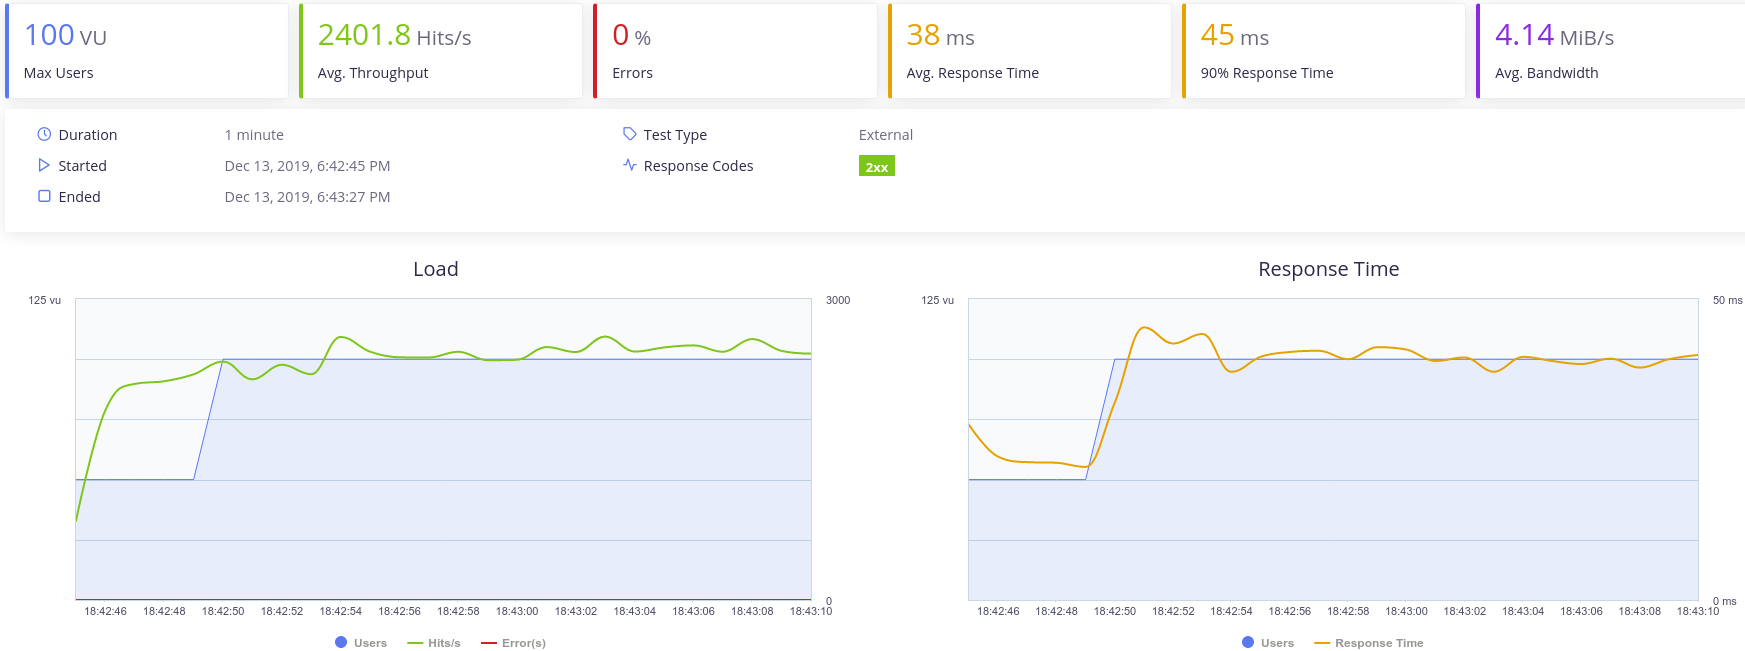 100 VU
Max Users
2401.8 Hits/s
Avg. Throughput
0 %
Errors
38 ms
Avg. Response Time
45 ms
90% Response Time
4.14 MiB/s
Avg. Bandwidth
Duration 1 minute
Started Dec 13, 2019, 6:42:45 PM
Ended Dec 13, 2019, 6:43:27 PM
Test Type External
Response Codes 2xx
Load
125 vu 3000
0
18:42:46 18:42:48 18:42:50 18:42:52 18:42:54 18:42:56 18:42:58 18:43:00 18:43:02 18:43:04 18:43:06 18:43:08 18:43:10
Users Hits/s Error(s)
Response Time
125 vu 50 ms
0 ms
18:42:46 18:42:48 18:42:50 18:42:52 18:42:54 18:42:56 18:42:58 18:43:00 18:43:02 18:43:04 18:43:06 18:43:08 18:43:10
Users Response Time